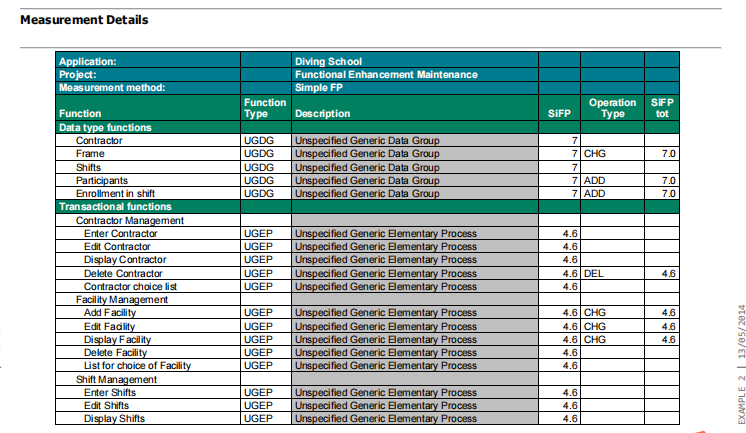 Measurement Details
Application: Diving School
Project: Functional Enhancement Maintenance
Measurement method: Simple FP
Function Function Type Description SiFP Operation Type SiFP tot
Data type functions
Contractor UGDG Unspecified Generic Data Group 7
Frame UGDG Unspecified Generic Data Group 7 CHG 7.0
Shifts UGDG Unspecified Generic Data Group 7
Participants UGDG Unspecified Generic Data Group 7 ADD 7.0
Enrollment in shift UGDG Unspecified Generic Data Group 7 ADD 7.0
Transactional functions
Contractor Management
Enter Contractor UGEP Unspecified Generic Elementary Process 4.6
Edit Contractor UGEP Unspecified Generic Elementary Process 4.6
Display Contractor UGEP Unspecified Generic Elementary Process 4.6
Delete Contractor UGEP Unspecified Generic Elementary Process 4.6 DEL 4.6
Contractor choice list UGEP Unspecified Generic Elementary Process 4.6
Facility Management
Add Facility UGEP Unspecified Generic Elementary Process 4.6 CHG 4.6
Edit Facility UGEP Unspecified Generic Elementary Process 4.6 CHG 4.6
Display Facility UGEP Unspecified Generic Elementary Process 4.6 CHG 4.6
Delete Facility UGEP Unspecified Generic Elementary Process 4.6
List for choice of Facility UGEP Unspecified Generic Elementary Process 4.6
Shift Management
Enter Shifts UGEP Unspecified Generic Elementary Process 4.6
Edit Shifts UGEP Unspecified Generic Elementary Process 4.6
Display Shifts UGEP Unspecified Generic Elementary Process 4.6
EXAMPLE 2 | 13/05/2014